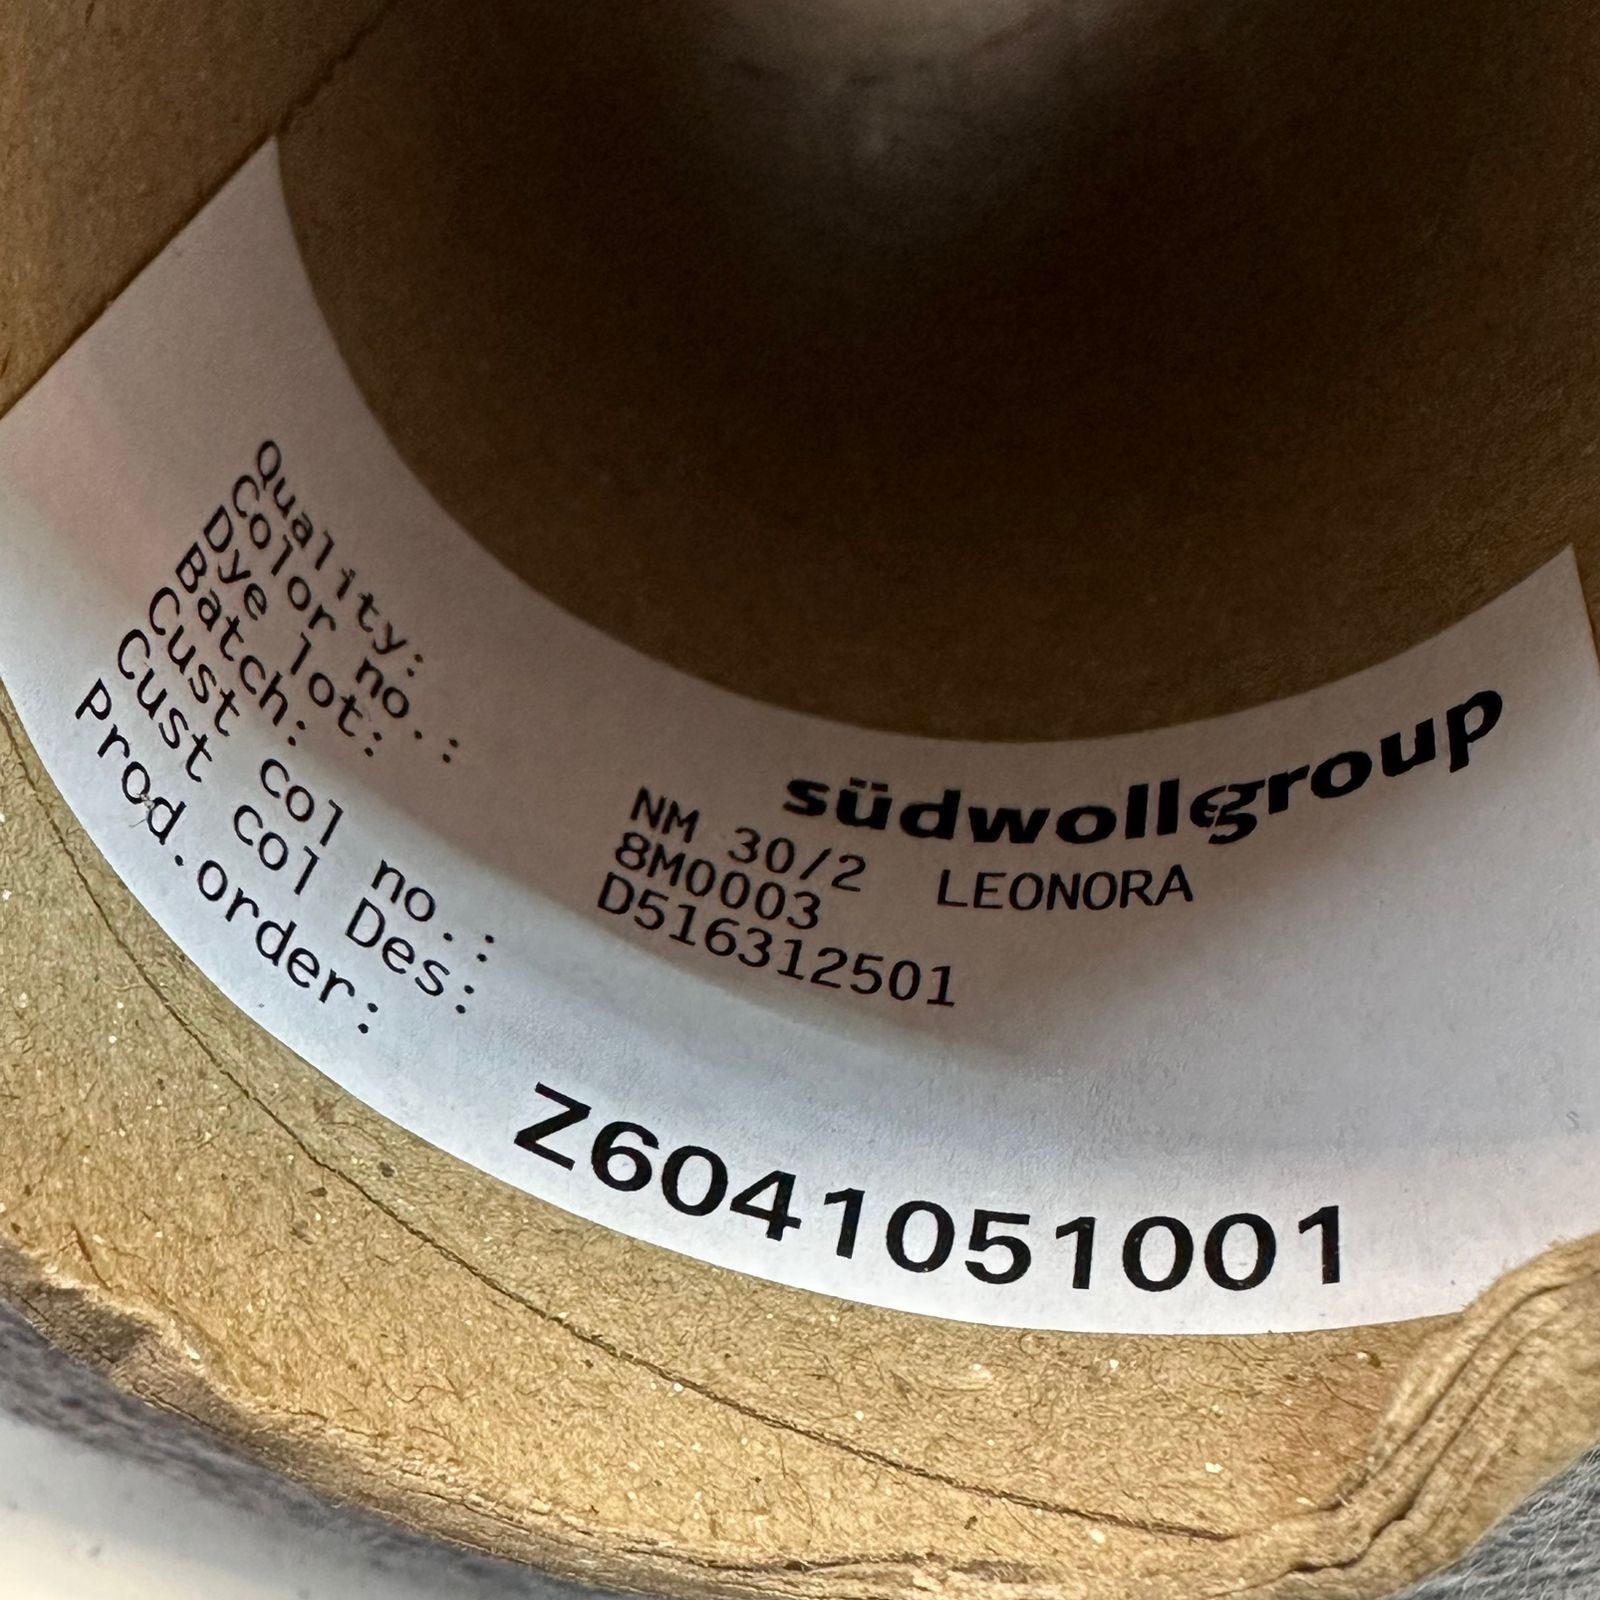 südwollgroup
Quality: NM 30/2 LEONORA
Color no.: 8M0003
Dye lot: D516312501
Batch:
Cust col no.:
Cust col Des:
Prod.order: Z6041051001